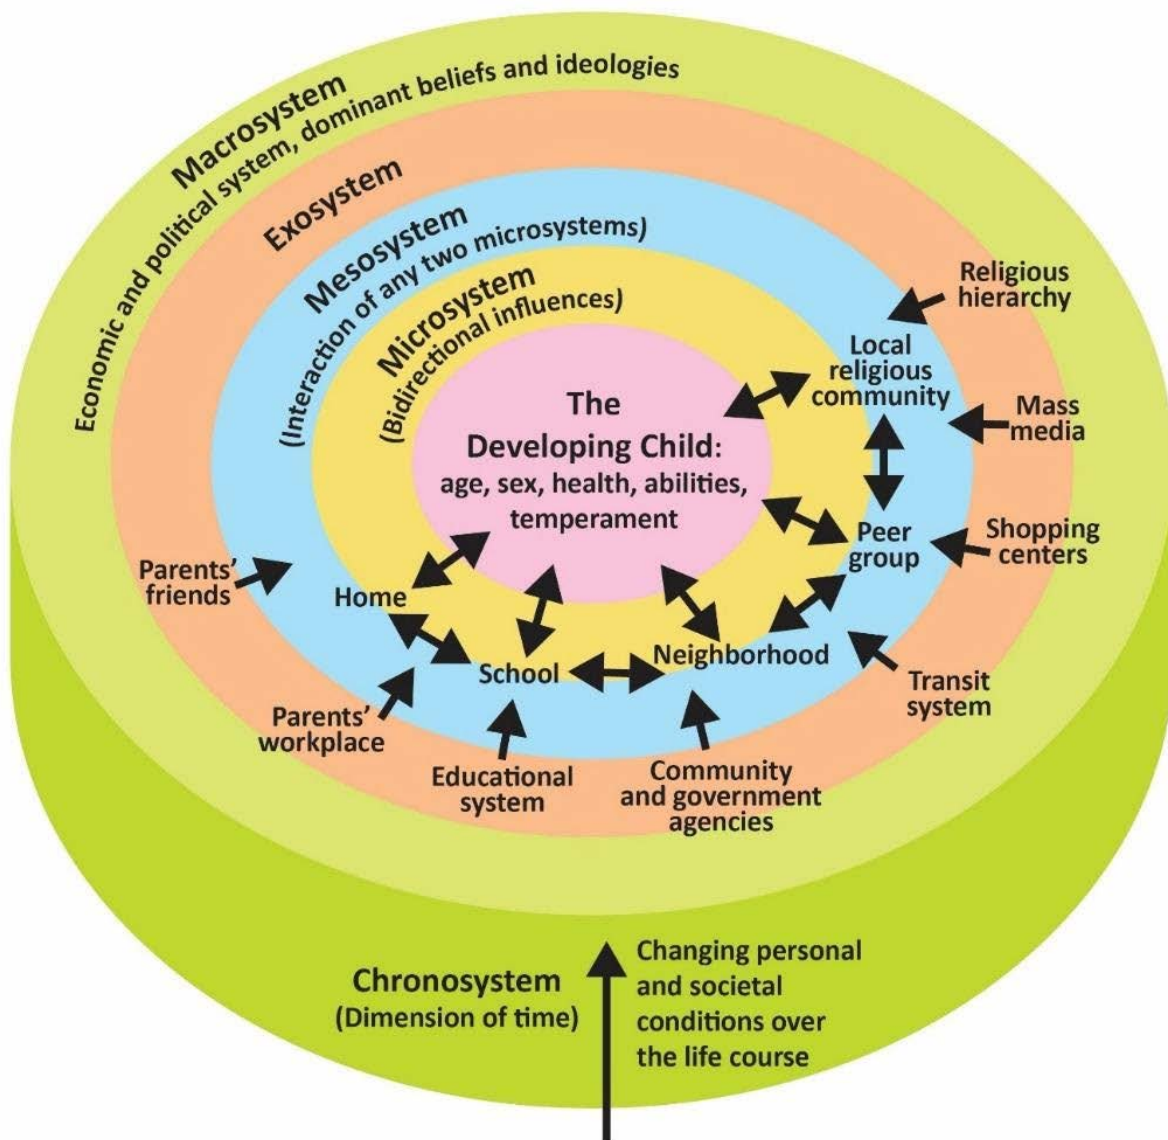 Macrosystem
Economic and political system, dominant beliefs and ideologies
Exosystem
Mesosystem
(Interaction of any two microsystems)
Microsystem
(Bidirectional influences)
The
Developing Child:
age, sex, health, abilities,
temperament
Religious
hierarchy
Local
religious
community
Mass
media
Peer
group
Shopping
centers
Parents'
friends
Home
School
Neighborhood
Transit
system
Parents'
workplace
Educational
system
Community
and government
agencies
Chronosystem
(Dimension of time)
Changing personal
and societal
conditions over
the life course